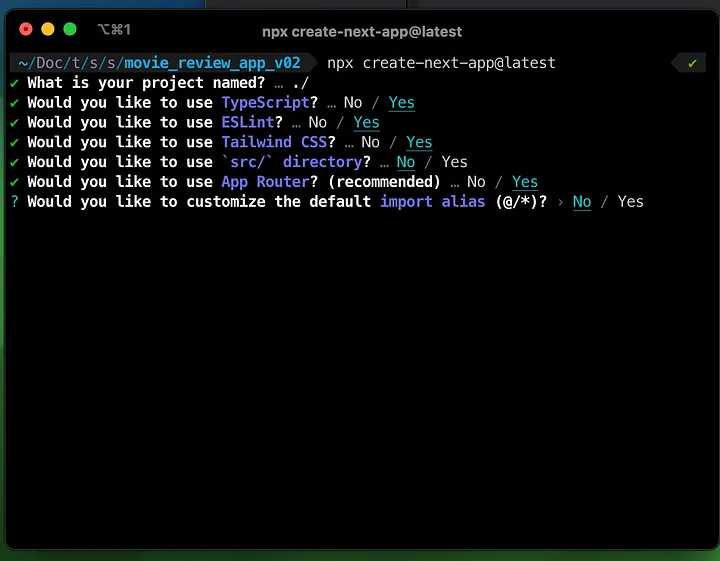 ⌥⌘1 npx create-next-app@latest
~/Doc/t/s/s/movie_review_app_v02 npx create-next-app@latest ✔
✔ What is your project named? … ./
✔ Would you like to use TypeScript? … No / Yes
✔ Would you like to use ESLint? … No / Yes
✔ Would you like to use Tailwind CSS? … No / Yes
✔ Would you like to use `src/` directory? … No / Yes
✔ Would you like to use App Router? (recommended) … No / Yes
? Would you like to customize the default import alias (@/*)? › No / Yes